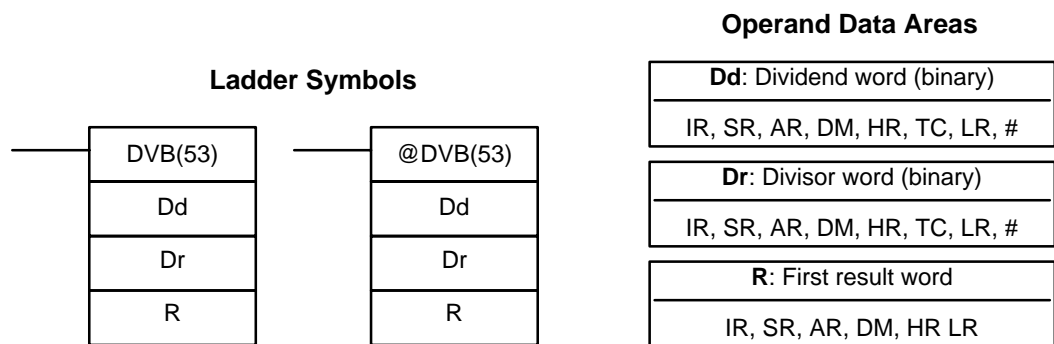 Ladder Symbols
DVB(53)
Dd
Dr
R
@DVB(53)
Dd
Dr
R
Operand Data Areas
Dd: Dividend word (binary)
IR, SR, AR, DM, HR, TC, LR, #
Dr: Divisor word (binary)
IR, SR, AR, DM, HR, TC, LR, #
R: First result word
IR, SR, AR, DM, HR LR